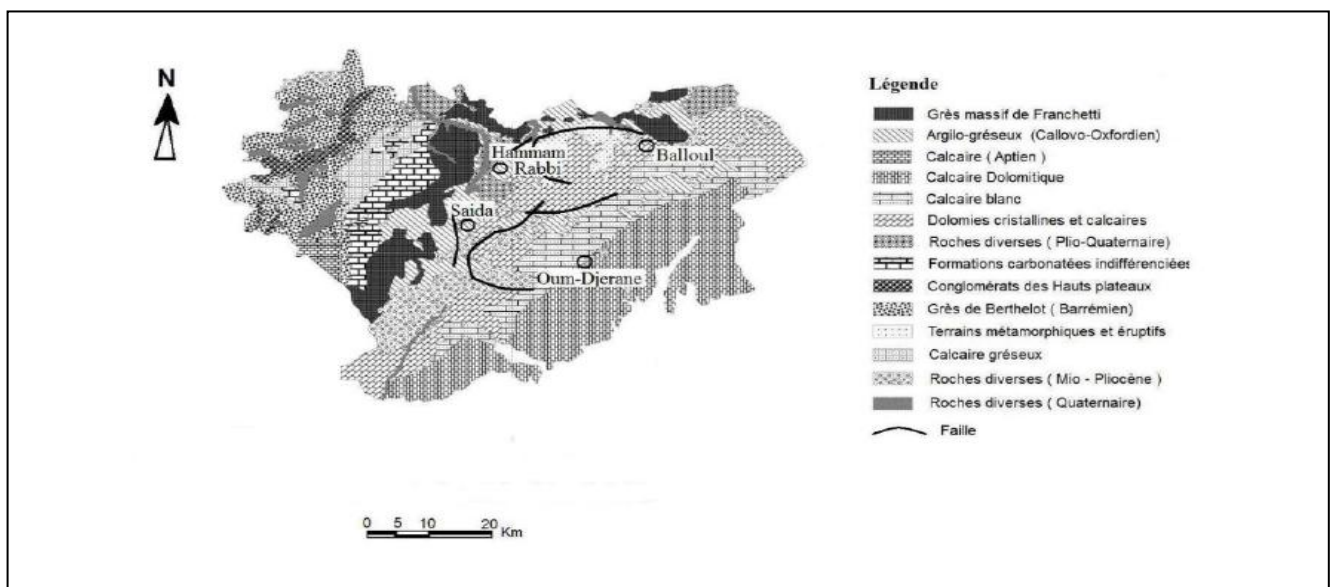 N
Hammam
Rabbi
Balloul
Saida
Oum-Djerane
0 5 10 20 Km
Légende
Grès massif de Franchetti
Argilo-gréseux (Callovo-Oxfordien)
Calcaire ( Aptien )
Calcaire Dolomitique
Calcaire blanc
Dolomies cristallines et calcaires
Roches diverses ( Plio-Quaternaire)
Formations carbonatées indifférenciées
Conglomérats des Hauts plateaux
Grès de Berthelot ( Barrémien)
Terrains métamorphiques et éruptifs
Calcaire gréseux
Roches diverses ( Mio - Pliocène )
Roches diverses ( Quaternaire)
Faille